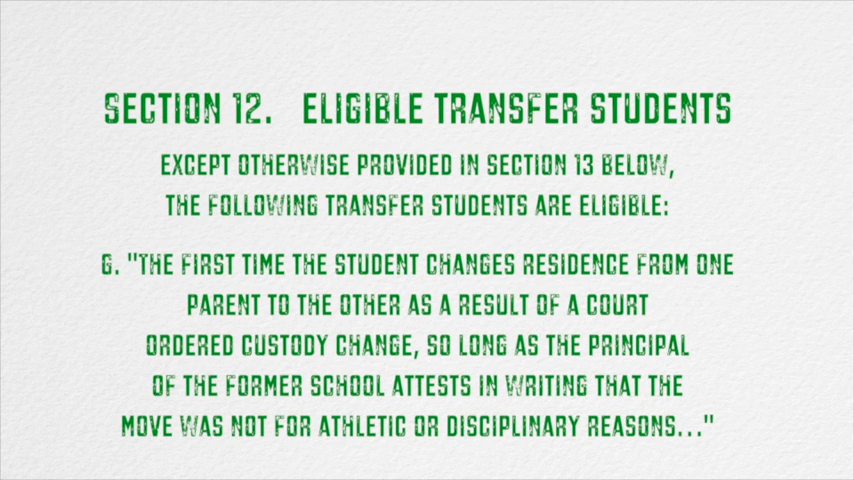 SECTION 12. ELIGIBLE TRANSFER STUDENTS
EXCEPT OTHERWISE PROVIDED IN SECTION 13 BELOW,
THE FOLLOWING TRANSFER STUDENTS ARE ELIGIBLE:
G. "THE FIRST TIME THE STUDENT CHANGES RESIDENCE FROM ONE
PARENT TO THE OTHER AS A RESULT OF A COURT
ORDERED CUSTODY CHANGE, SO LONG AS THE PRINCIPAL
OF THE FORMER SCHOOL ATTESTS IN WRITING THAT THE
MOVE WAS NOT FOR ATHLETIC OR DISCIPLINARY REASONS..."